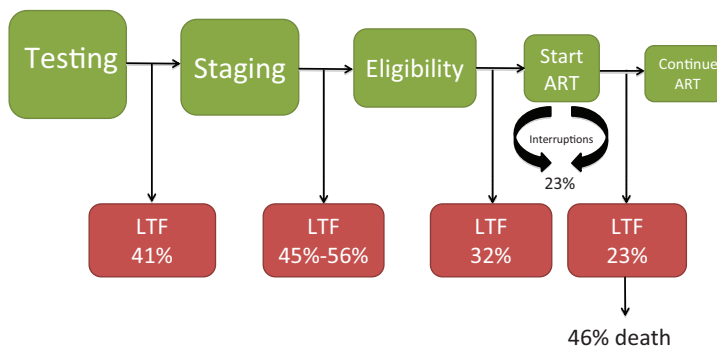 Testing
Staging
Eligibility
Start
ART
Continue
ART
Interruptions
23%
LTF
41%
LTF
45%-56%
LTF
32%
LTF
23%
46% death